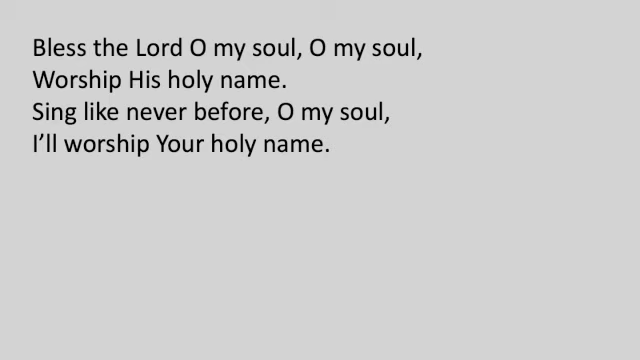 Bless the Lord O my soul, O my soul,
Worship His holy name.
Sing like never before, O my soul,
I’ll worship Your holy name.